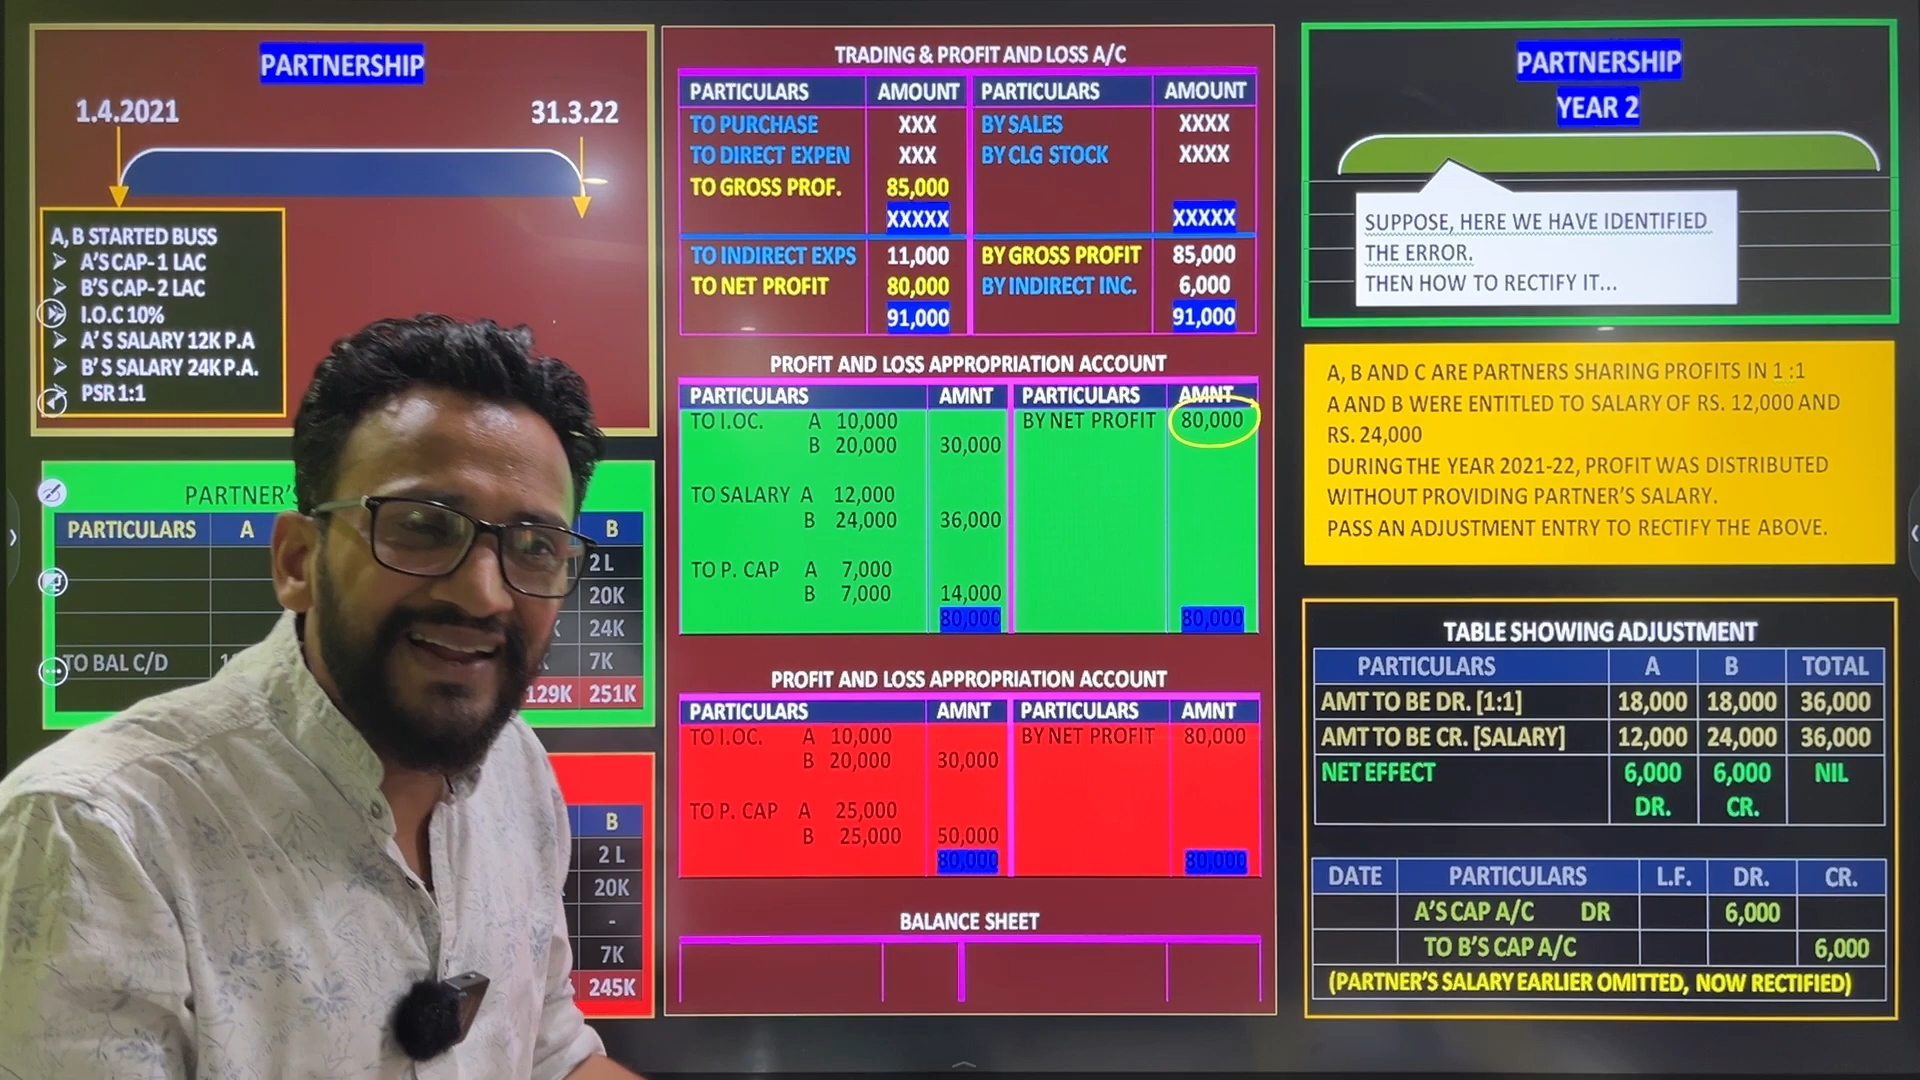 PARTNERSHIP
1.4.2021 31.3.22
A, B STARTED BUSS
A'S CAP- 1 LAC
B'S CAP- 2 LAC
I.O.C 10%
A'S SALARY 12K P.A
B'S SALARY 24K P.A.
PSR 1:1
PARTNER'S
PARTICULARS A B
2 L
20K
24K
TO BAL C/D 7K
129K 251K
B
2 L
20K
-
7K
245K
TRADING & PROFIT AND LOSS A/C
PARTICULARS AMOUNT PARTICULARS AMOUNT
TO PURCHASE XXX BY SALES XXXX
TO DIRECT EXPEN XXX BY CLG STOCK XXXX
TO GROSS PROF. 85,000
XXXXX XXXXX
TO INDIRECT EXPS 11,000 BY GROSS PROFIT 85,000
TO NET PROFIT 80,000 BY INDIRECT INC. 6,000
91,000 91,000
PROFIT AND LOSS APPROPRIATION ACCOUNT
PARTICULARS AMNT PARTICULARS AMNT
TO I.OC. A 10,000 BY NET PROFIT 80,000
B 20,000 30,000
TO SALARY A 12,000
B 24,000 36,000
TO P. CAP A 7,000
B 7,000 14,000
80,000 80,000
PROFIT AND LOSS APPROPRIATION ACCOUNT
PARTICULARS AMNT PARTICULARS AMNT
TO I.OC. A 10,000 BY NET PROFIT 80,000
B 20,000 30,000
TO P. CAP A 25,000
B 25,000 50,000
80,000 80,000
BALANCE SHEET
PARTNERSHIP
YEAR 2
SUPPOSE, HERE WE HAVE IDENTIFIED
THE ERROR.
THEN HOW TO RECTIFY IT...
A, B AND C ARE PARTNERS SHARING PROFITS IN 1 :1
A AND B WERE ENTITLED TO SALARY OF RS. 12,000 AND
RS. 24,000
DURING THE YEAR 2021-22, PROFIT WAS DISTRIBUTED
WITHOUT PROVIDING PARTNER'S SALARY.
PASS AN ADJUSTMENT ENTRY TO RECTIFY THE ABOVE.
TABLE SHOWING ADJUSTMENT
PARTICULARS A B TOTAL
AMT TO BE DR. [1:1] 18,000 18,000 36,000
AMT TO BE CR. [SALARY] 12,000 24,000 36,000
NET EFFECT 6,000 6,000 NIL
DR. CR.
DATE PARTICULARS L.F. DR. CR.
A'S CAP A/C DR 6,000
TO B'S CAP A/C 6,000
(PARTNER'S SALARY EARLIER OMITTED, NOW RECTIFIED)